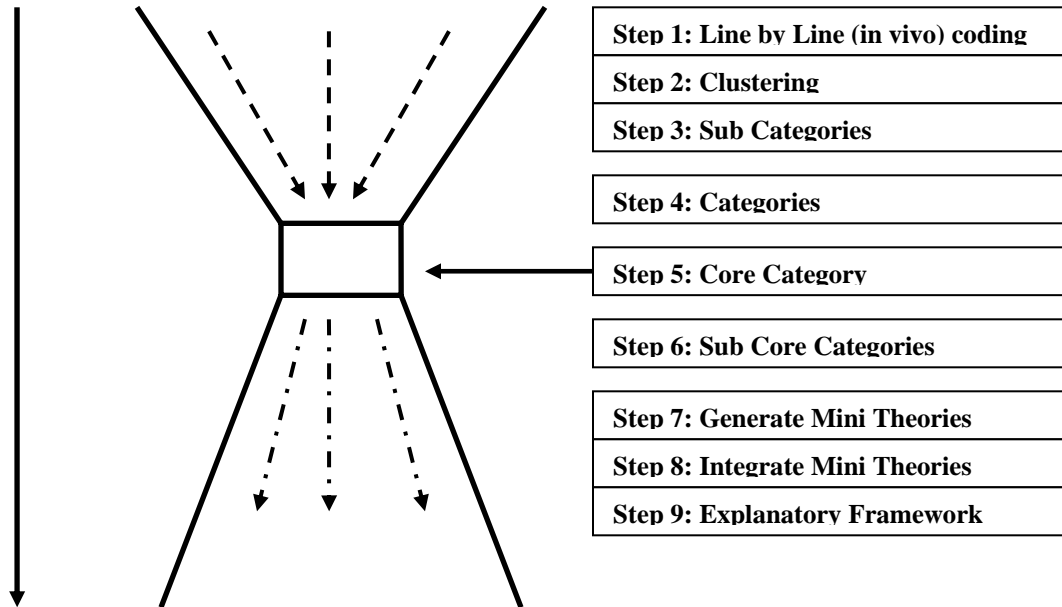 Step 1: Line by Line (in vivo) coding
Step 2: Clustering
Step 3: Sub Categories
Step 4: Categories
Step 5: Core Category
Step 6: Sub Core Categories
Step 7: Generate Mini Theories
Step 8: Integrate Mini Theories
Step 9: Explanatory Framework